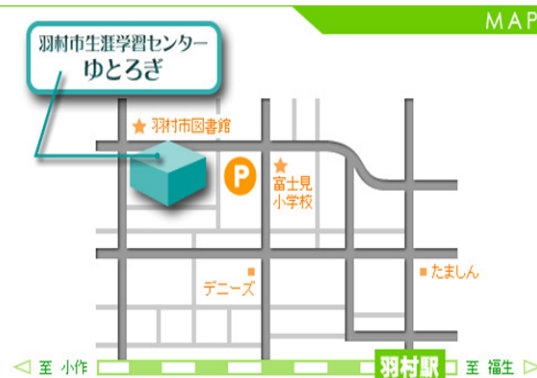 MAP
羽村市生涯学習センター
ゆとろぎ
★ 羽村市図書館
P
★
富士見
小学校
■
デニーズ
■ たましん
◁ 至 小作
羽村駅
至 福生 ▷